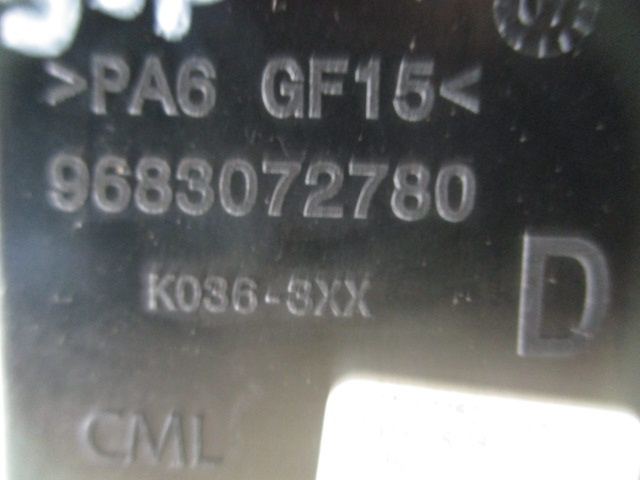 >PA6 GF15<
9683072780
K036-3XX
D
CML